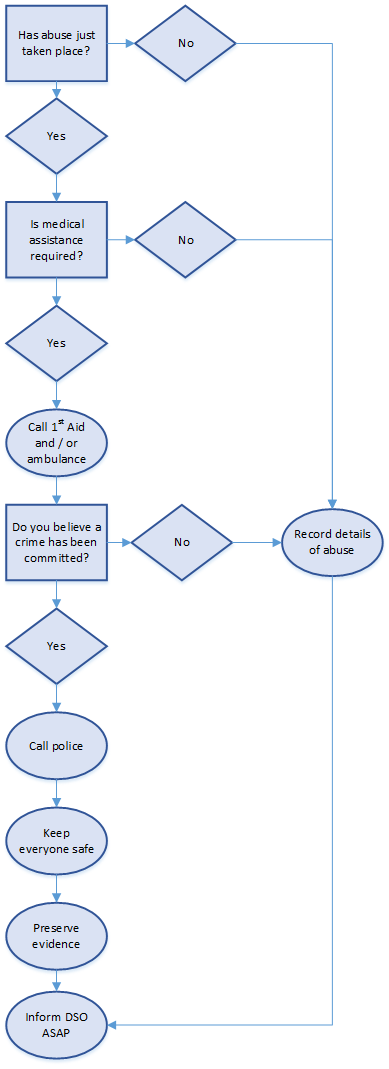 Has abuse just
taken place?
No
Yes
Is medical
assistance
required?
No
Yes
Call 1st Aid
and / or
ambulance
Do you believe a
crime has been
committed?
No
Record details
of abuse
Yes
Call police
Keep
everyone safe
Preserve
evidence
Inform DSO
ASAP